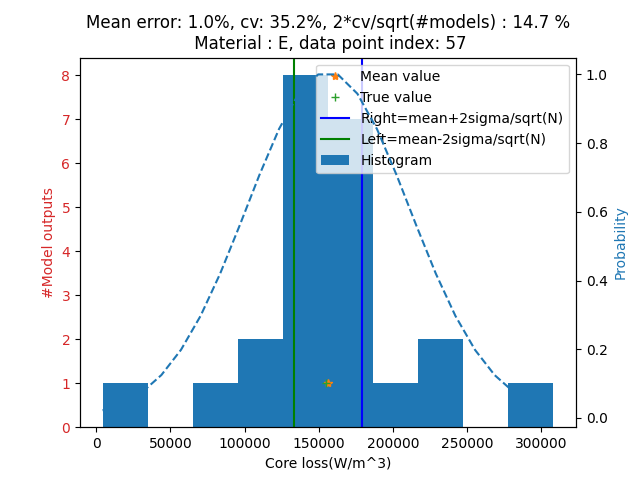 Mean error: 1.0%, cv: 35.2%, 2*cv/sqrt(#models) : 14.7 %
Material : E, data point index: 57
Mean value
True value
Right=mean+2sigma/sqrt(N)
Left=mean-2sigma/sqrt(N)
Histogram
8
7
6
5
4
3
2
1
0
#Model outputs
1.0
0.8
0.6
0.4
0.2
0.0
Probability
0 50000 100000 150000 200000 250000 300000
Core loss(W/m^3)